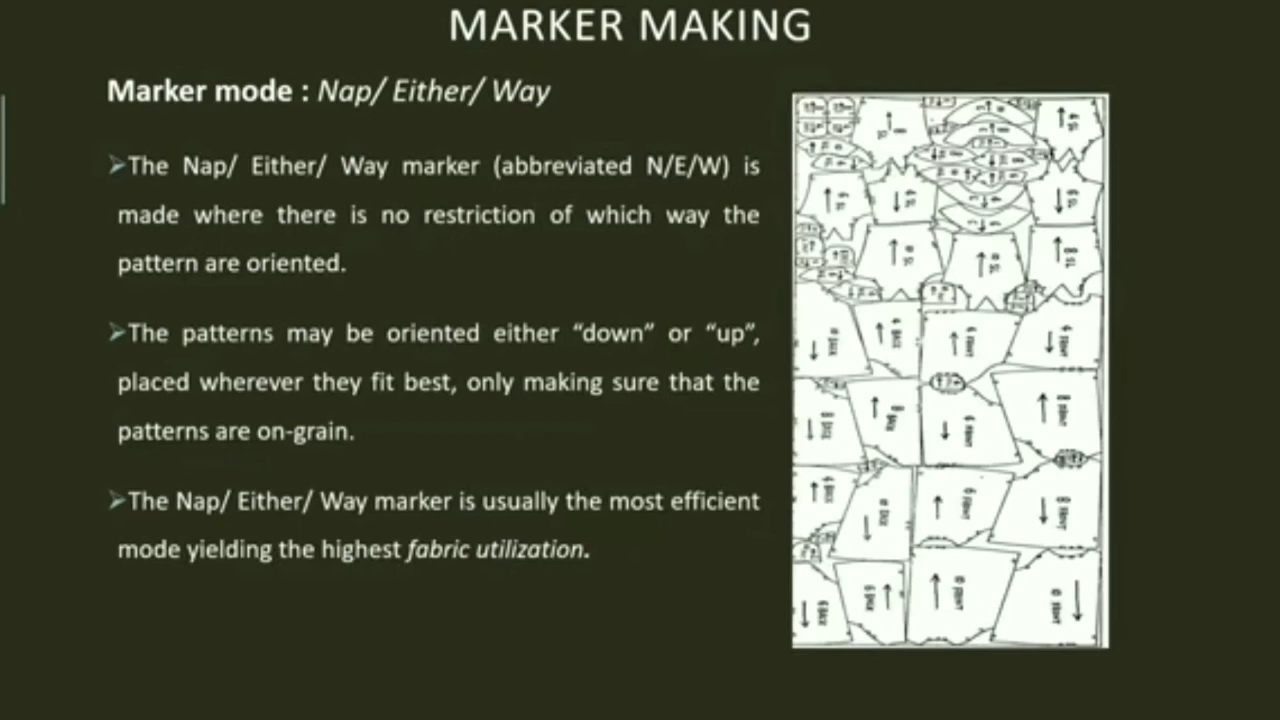 MARKER MAKING
Marker mode : Nap/ Either/ Way
➢The Nap/ Either/ Way marker (abbreviated N/E/W) is
made where there is no restriction of which way the
pattern are oriented.
➢The patterns may be oriented either “down” or “up”,
placed wherever they fit best, only making sure that the
patterns are on-grain.
➢The Nap/ Either/ Way marker is usually the most efficient
mode yielding the highest fabric utilization.